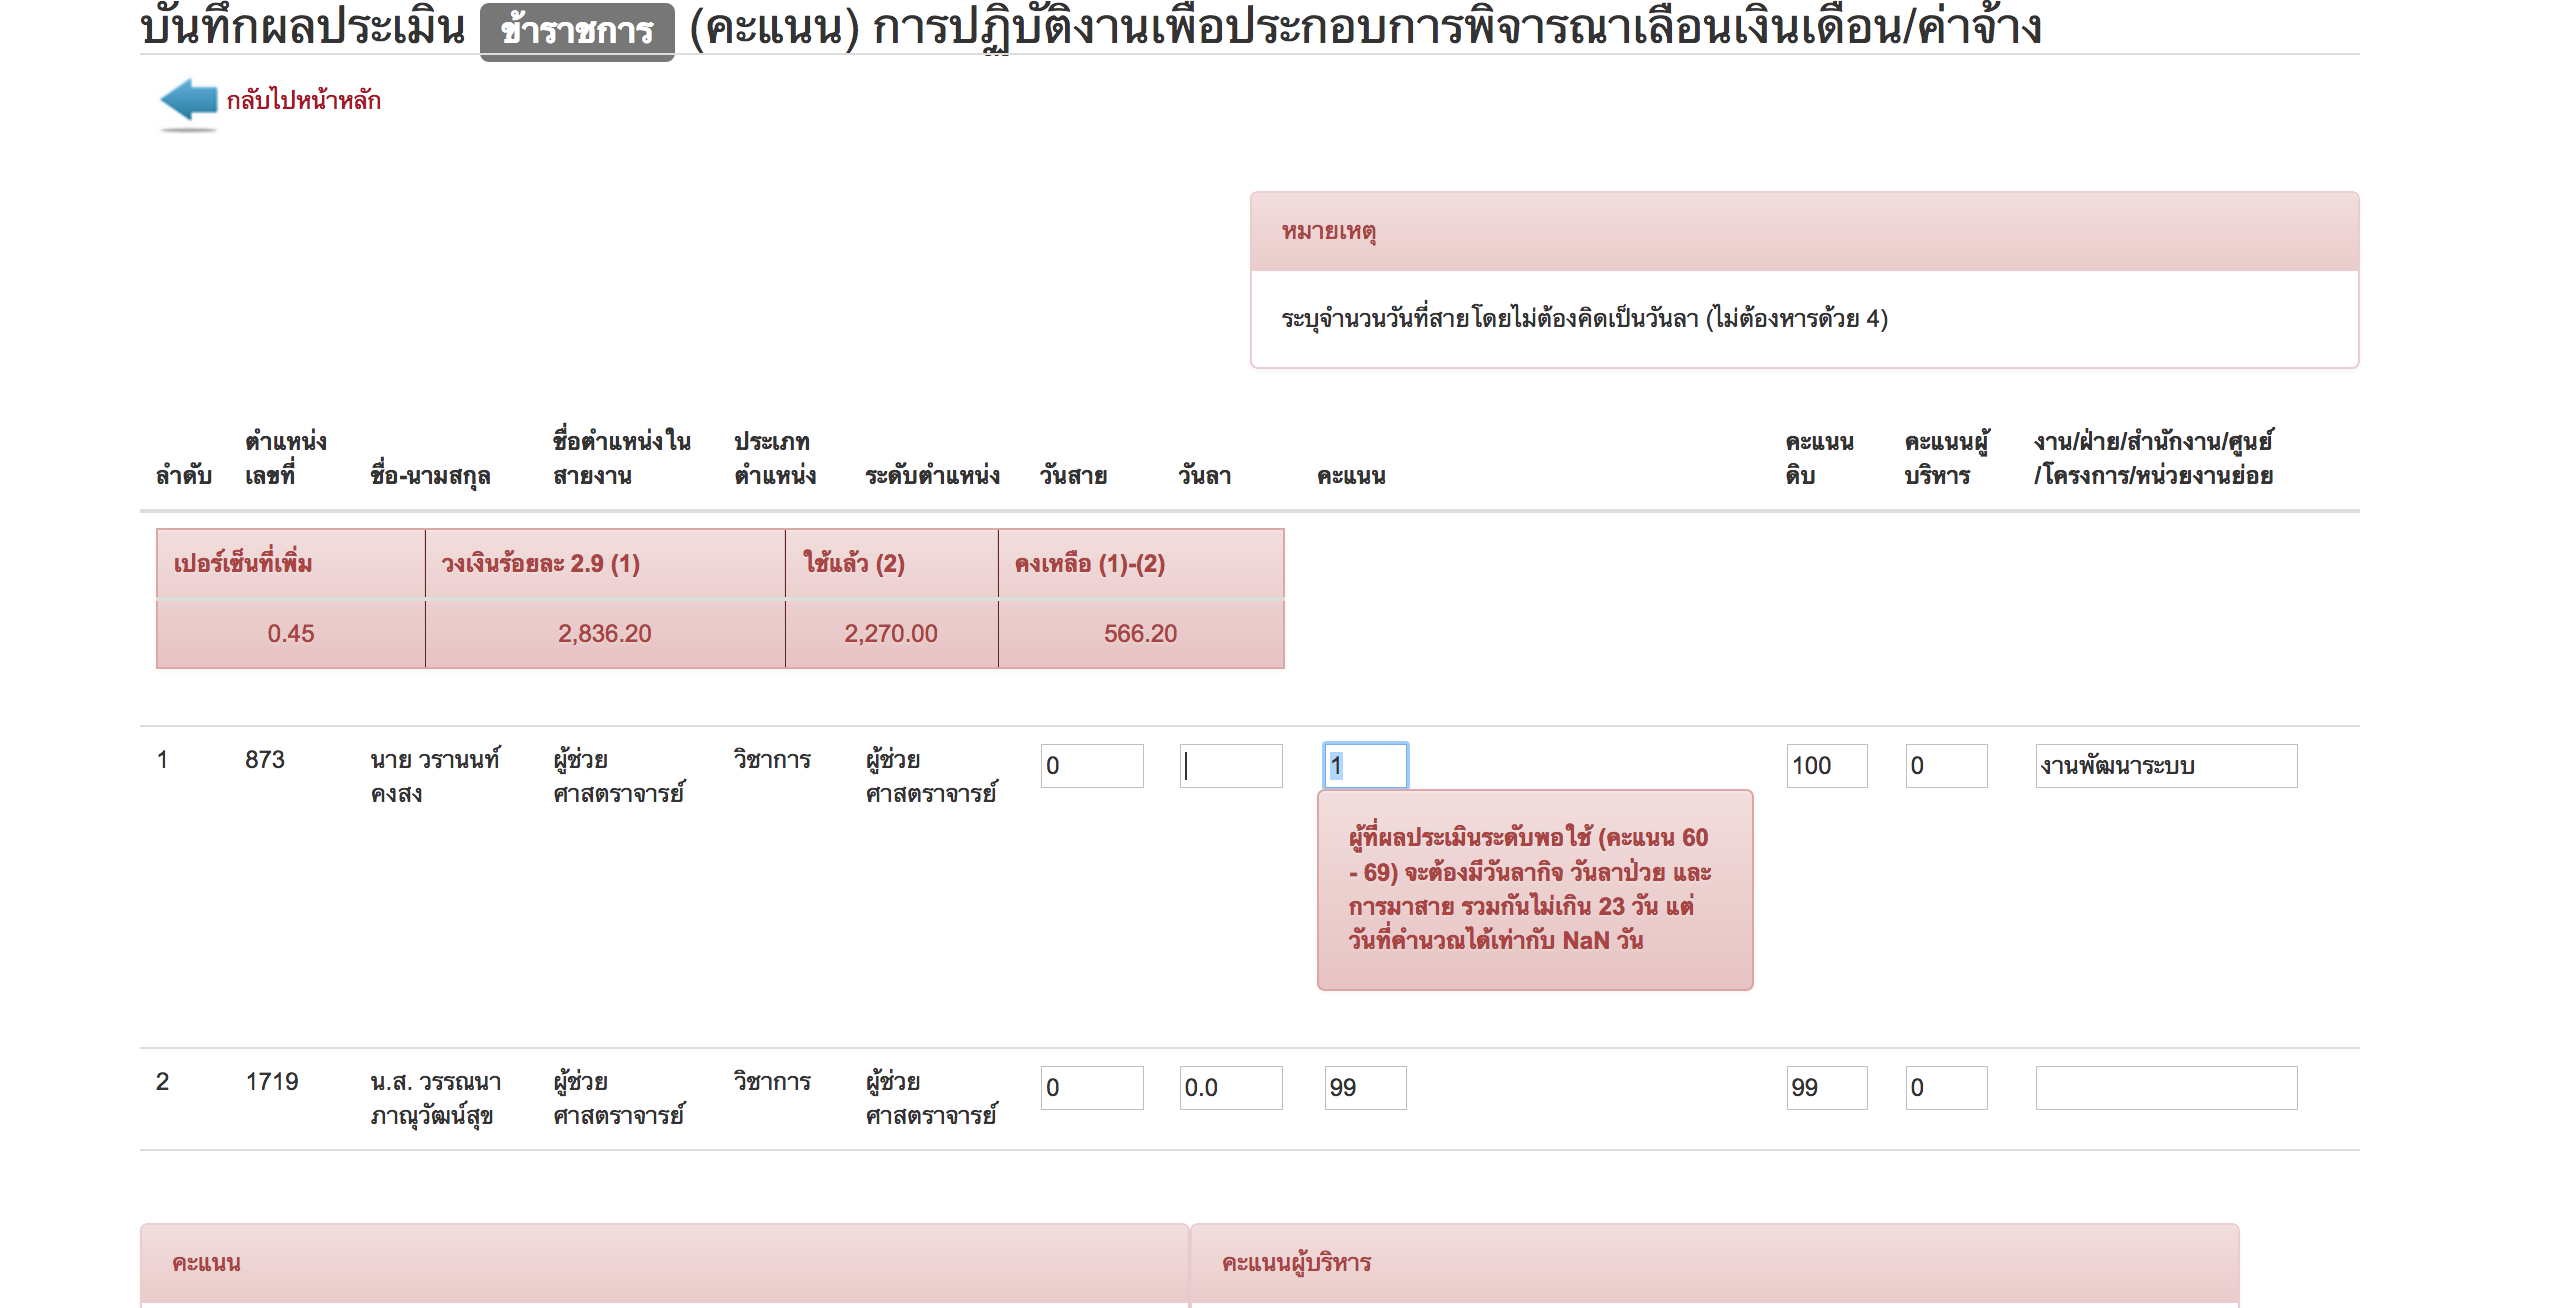 บันทึกผลประเมิน ข้าราชการ (คะแนน) การปฏิบัติงานเพื่อประกอบการพิจารณาเลื่อนเงินเดือน/ค่าจ้าง
กลับไปหน้าหลัก
หมายเหตุ
ระบุจำนวนวันที่สายโดยไม่ต้องคิดเป็นวันลา (ไม่ต้องหารด้วย 4)
ลำดับ ตำแหน่ง
เลขที่ ชื่อ-นามสกุล ชื่อตำแหน่งใน
สายงาน ประเภท
ตำแหน่ง ระดับตำแหน่ง วันสาย วันลา คะแนน คะแนน
ดิบ คะแนนผู้
บริหาร งาน/ฝ่าย/สำนักงาน/ศูนย์
/โครงการ/หน่วยงานย่อย
เปอร์เซ็นที่เพิ่ม วงเงินร้อยละ 2.9 (1) ใช้แล้ว (2) คงเหลือ (1)-(2)
0.45 2,836.20 2,270.00 566.20
1 873 นาย วรานนท์
คงสง ผู้ช่วย
ศาสตราจารย์ วิชาการ ผู้ช่วย
ศาสตราจารย์ 0 1 100 0 งานพัฒนาระบบ
ผู้ที่ผลประเมินระดับพอใช้ (คะแนน 60
- 69) จะต้องมีวันลากิจ วันลาป่วย และ
การมาสาย รวมกันไม่เกิน 23 วัน แต่
วันที่คำนวณได้เท่ากับ NaN วัน
2 1719 น.ส. วรรณนา
ภาณุวัฒน์สุข ผู้ช่วย
ศาสตราจารย์ วิชาการ ผู้ช่วย
ศาสตราจารย์ 0 0.0 99 99 0
คะแนน คะแนนผู้บริหาร